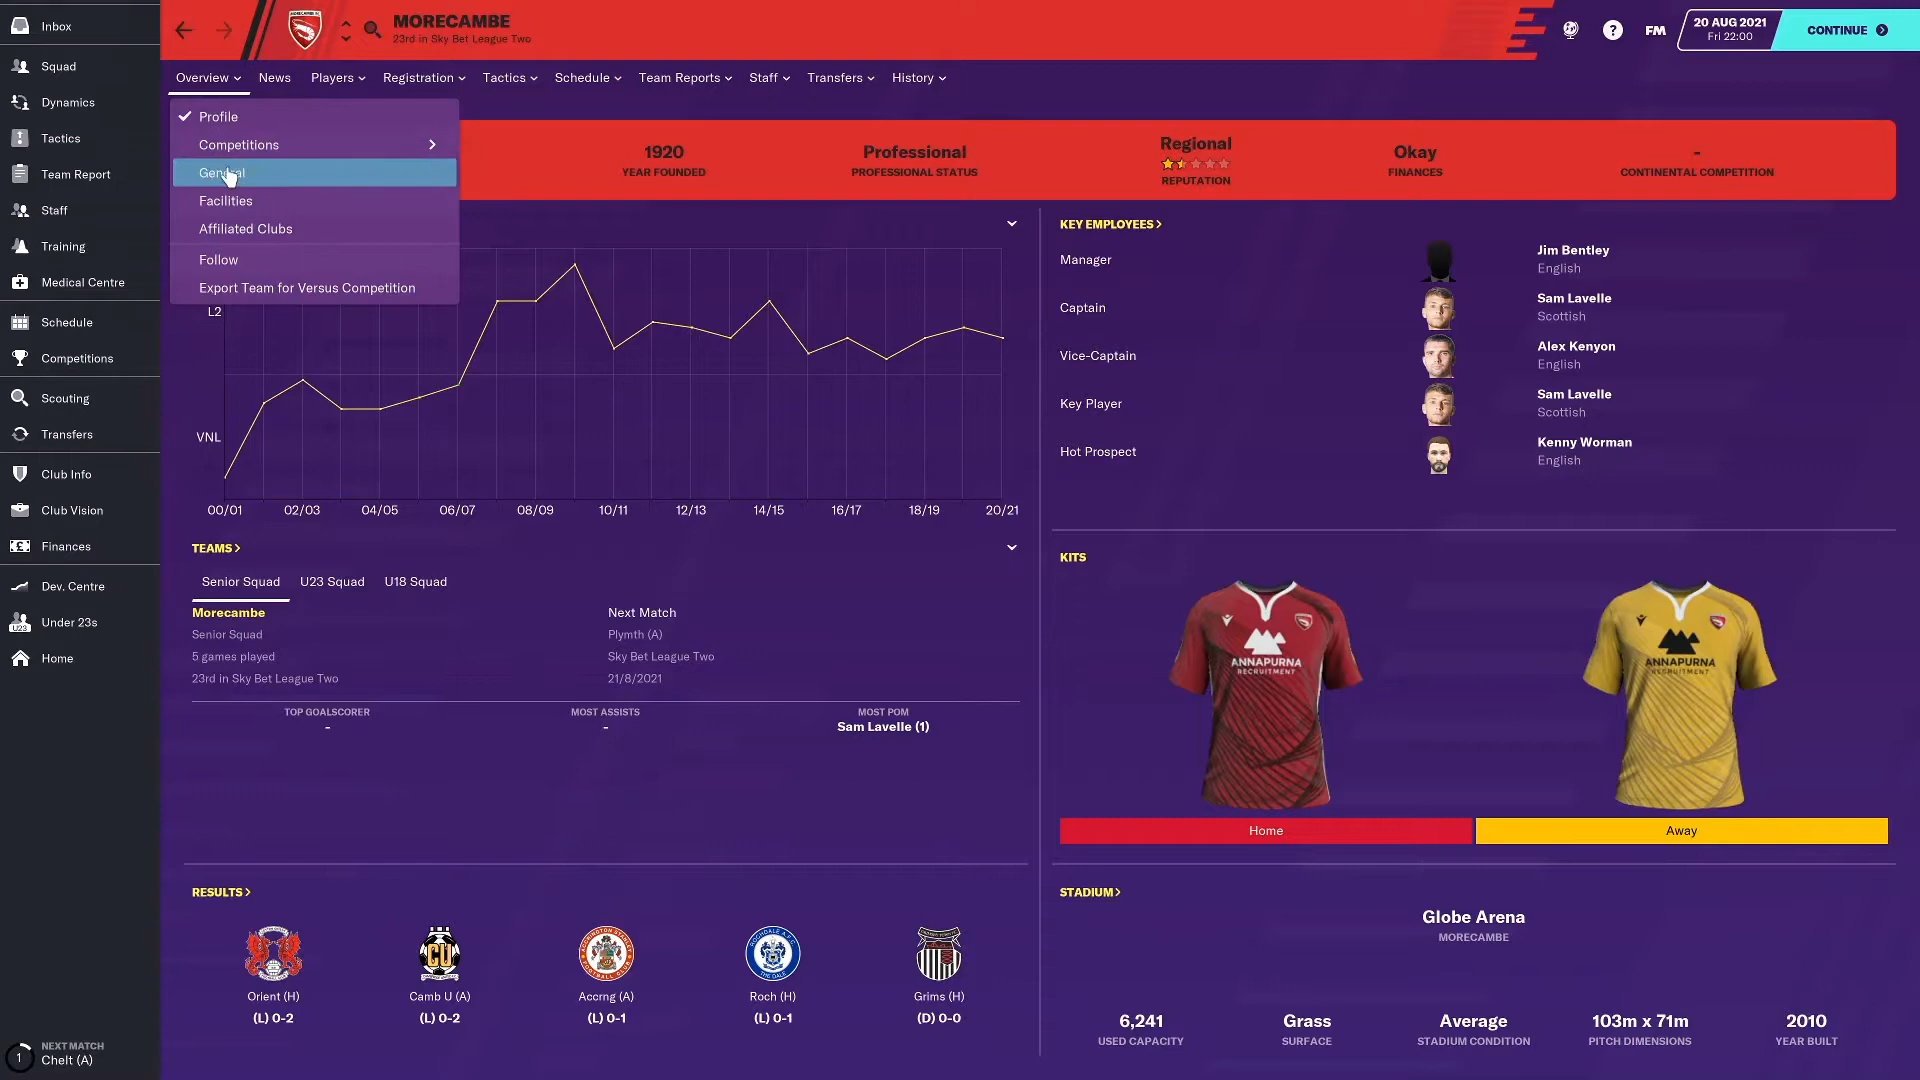 Inbox
Squad
Dynamics
Tactics
Team Report
Staff
Training
Medical Centre
Schedule
Competitions
Scouting
Transfers
Club Info
Club Vision
Finances
Dev. Centre
U23
Under 23s
Home
1
NEXT MATCH
Chelt (A)
MORECAMBE
23rd in Sky Bet League Two
?
FM
20 AUG 2021
Fri 22:00
CONTINUE
Overview
News
Players
Registration
Tactics
Schedule
Team Reports
Staff
Transfers
History
Profile
Competitions
General
Facilities
Affiliated Clubs
Follow
Export Team for Versus Competition
1920
YEAR FOUNDED
Professional
PROFESSIONAL STATUS
Regional
REPUTATION
Okay
FINANCES
-
CONTINENTAL COMPETITION
L2
VNL
00/01 02/03 04/05 06/07 08/09 10/11 12/13 14/15 16/17 18/19 20/21
TEAMS
Senior Squad U23 Squad U18 Squad
Morecambe
Senior Squad
5 games played
23rd in Sky Bet League Two
Next Match
Plymth (A)
Sky Bet League Two
21/8/2021
TOP GOALSCORER
-
MOST ASSISTS
-
MOST POM
Sam Lavelle (1)
RESULTS
Orient (H)
(L) 0-2
Camb U (A)
(L) 0-2
Accrng (A)
(L) 0-1
Roch (H)
(L) 0-1
Grims (H)
(D) 0-0
KEY EMPLOYEES
Manager
Jim Bentley
English
Captain
Sam Lavelle
Scottish
Vice-Captain
Alex Kenyon
English
Key Player
Sam Lavelle
Scottish
Hot Prospect
Kenny Worman
English
KITS
ANNAPURNA
RECRUITMENT
ANNAPURNA
RECRUITMENT
Home
Away
STADIUM
Globe Arena
MORECAMBE
6,241
USED CAPACITY
Grass
SURFACE
Average
STADIUM CONDITION
103m x 71m
PITCH DIMENSIONS
2010
YEAR BUILT